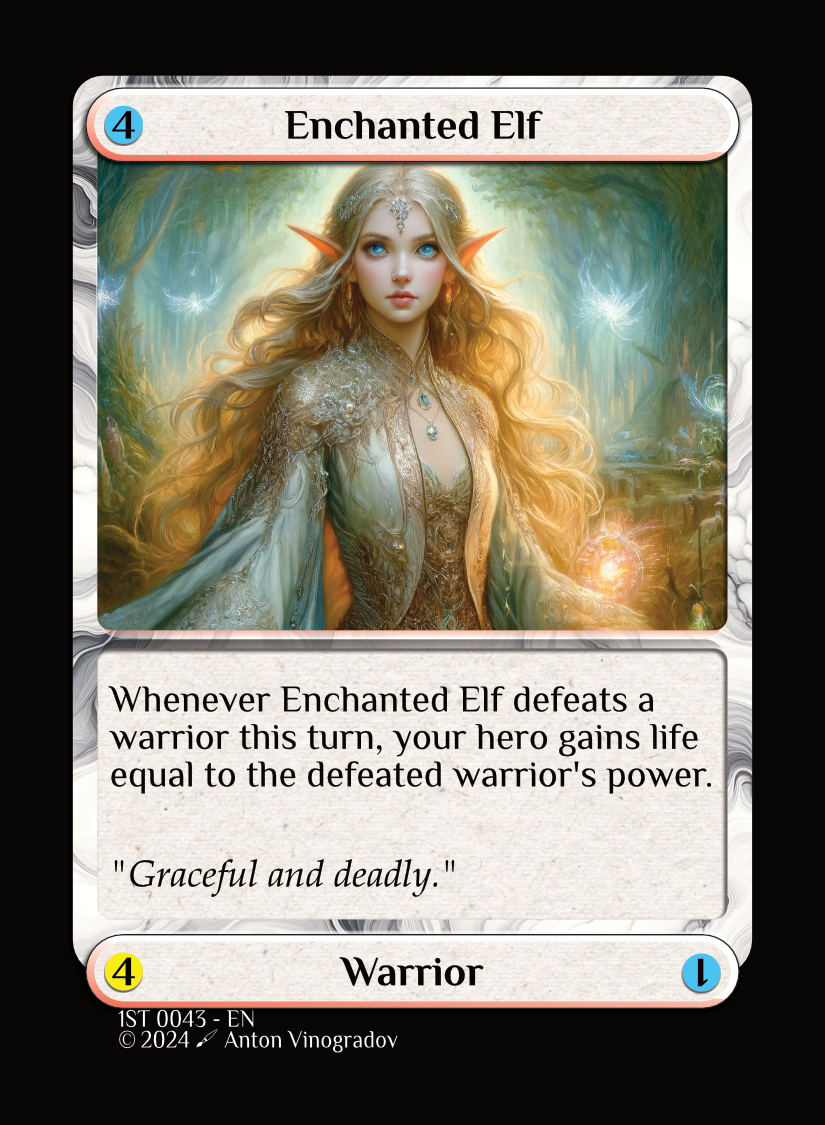 4 Enchanted Elf
Whenever Enchanted Elf defeats a
warrior this turn, your hero gains life
equal to the defeated warrior's power.
"Graceful and deadly."
4 Warrior 1
1ST 0043 - EN
© 2024 Anton Vinogradov